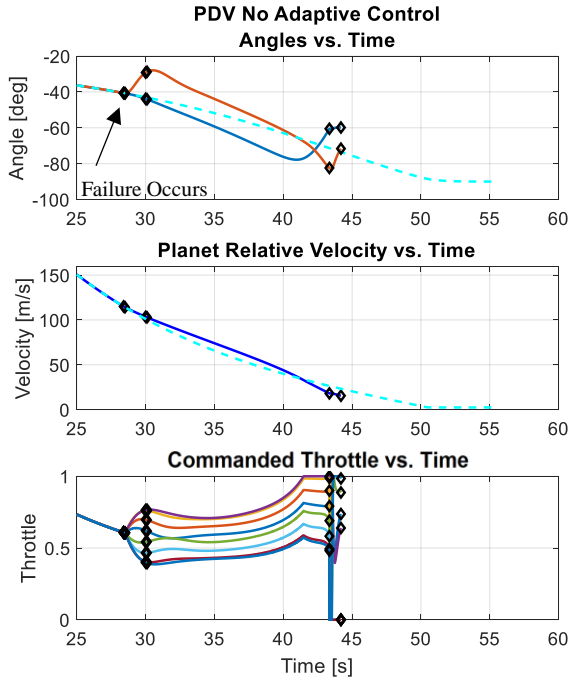 PDV No Adaptive Control
Angles vs. Time
-20
-40
-60
-80
-100
Angle [deg]
Failure Occurs
25 30 35 40 45 50 55 60
Planet Relative Velocity vs. Time
150
100
50
0
Velocity [m/s]
25 30 35 40 45 50 55 60
Commanded Throttle vs. Time
1
0.5
0
Throttle
25 30 35 40 45 50 55 60
Time [s]